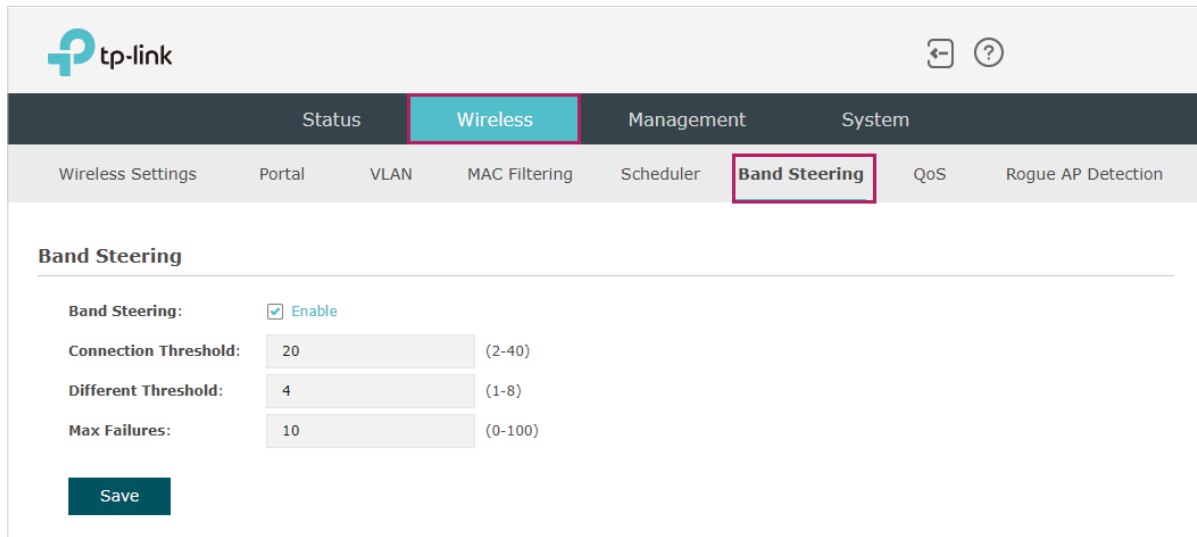 tp-link
?
Status Wireless Management System
Wireless Settings Portal VLAN MAC Filtering Scheduler Band Steering QoS Rogue AP Detection
Band Steering
Band Steering: Enable
Connection Threshold: 20 (2-40)
Different Threshold: 4 (1-8)
Max Failures: 10 (0-100)
Save